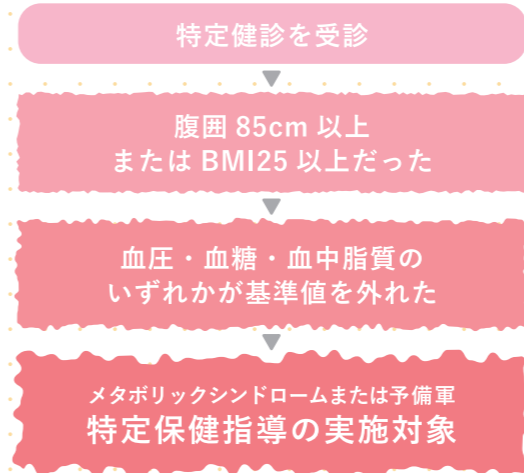 特定健診を受診
腹囲 85cm 以上
または BMI25 以上だった
血圧・血糖・血中脂質の
いずれかが基準値を外れた
メタボリックシンドロームまたは予備軍
特定保健指導の実施対象